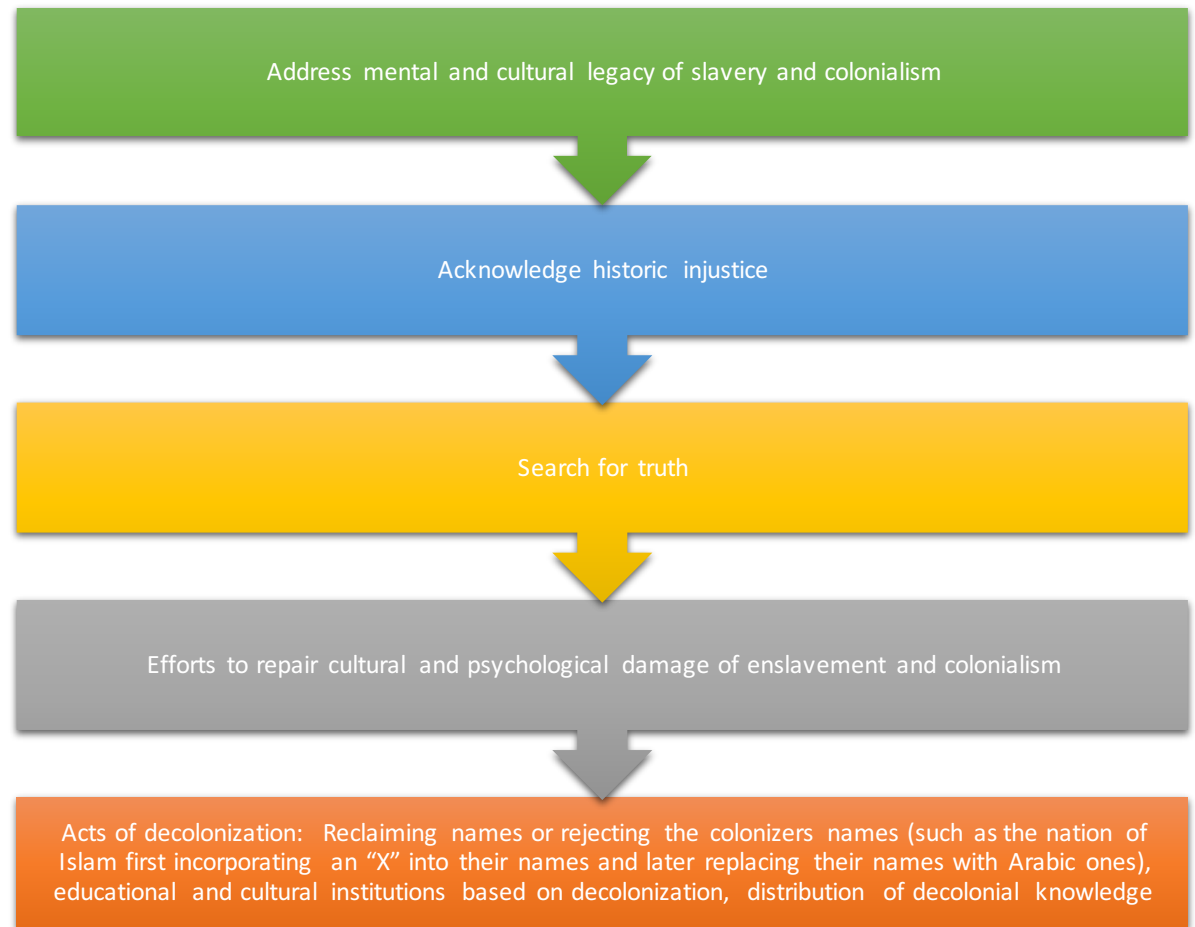 Address mental and cultural legacy of slavery and colonialism
Acknowledge historic injustice
Search for truth
Efforts to repair cultural and psychological damage of enslavement and colonialism
Acts of decolonization: Reclaiming names or rejecting the colonizers names (such as the nation of
Islam first incorporating an “X” into their names and later replacing their names with Arabic ones),
educational and cultural institutions based on decolonization, distribution of decolonial knowledge